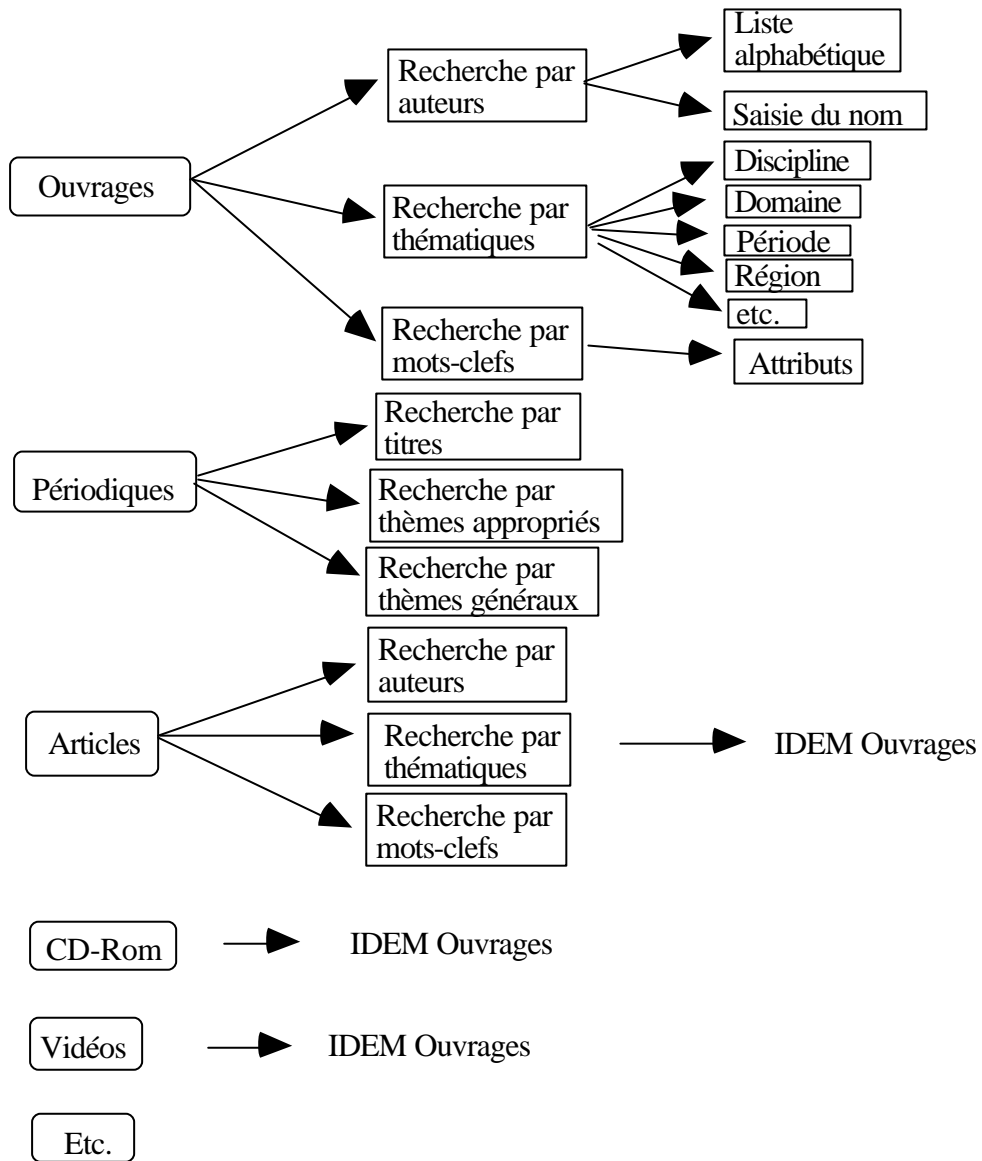 Liste
alphabétique
Recherche par
auteurs
Saisie du nom
Ouvrages
Discipline
Recherche par
thématiques
Domaine
Période
Région
etc.
Recherche par
mots-clefs
Attributs
Recherche par
titres
Périodiques
Recherche par
thèmes appropriés
Recherche par
thèmes généraux
Recherche par
auteurs
Articles
Recherche par
thématiques
IDEM Ouvrages
Recherche par
mots-clefs
CD-Rom
IDEM Ouvrages
Vidéos
IDEM Ouvrages
Etc.